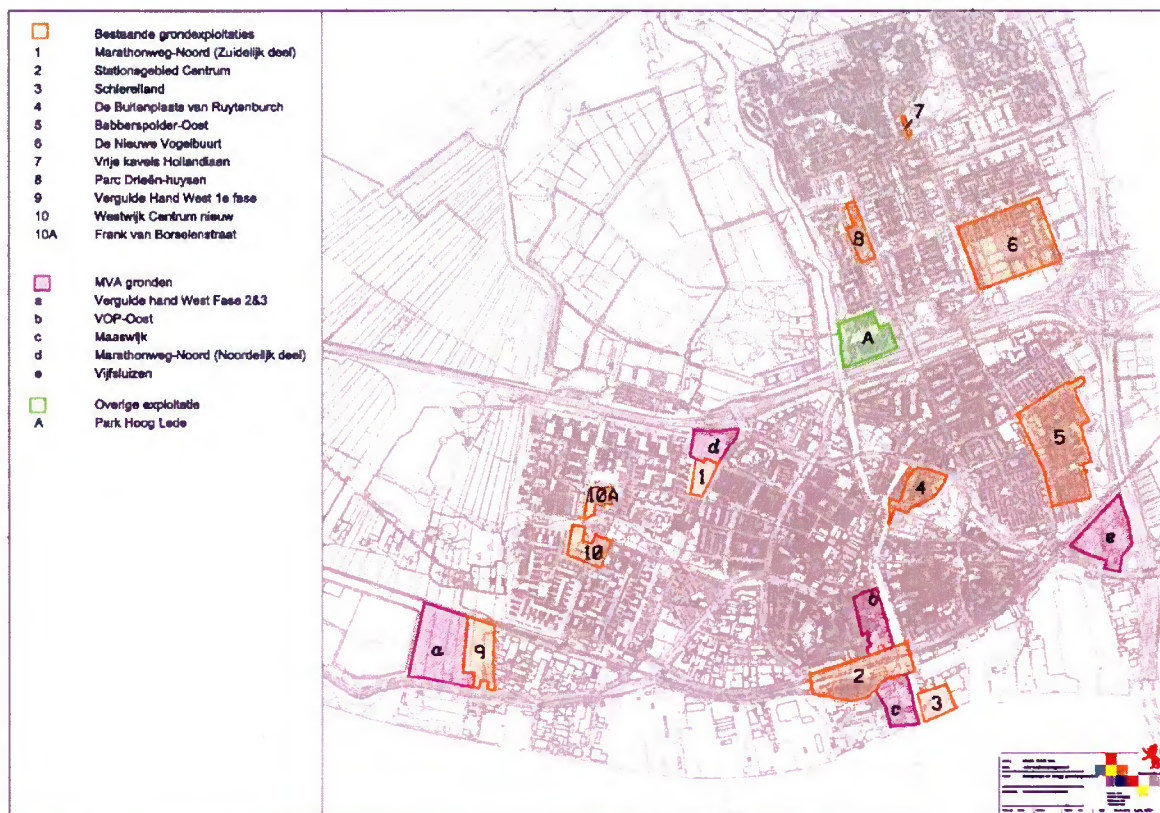 Bestaande grondexploitaties
1 Marathonweg-Noord (Zuidelijk deel)
2 Stationsgebied Centrum
3 Schiereiland
4 De Buitenplaats van Ruytenburch
5 Babberspolder-Oost
6 De Nieuwe Vogelbuurt
7 Vrije kavels Hollandiaan
8 Parc Drieën-huysen
9 Vergulde Hand West 1e fase
10 Westwijk Centrum nieuw
10A Frank van Borselenstraat
MVA gronden
a Vergulde hand West Fase 2&3
b VOP-Oost
c Maaswijk
d Marathonweg-Noord (Noordelijk deel)
e Vijfsluizen
Overige exploitatie
A Park Hoog Lede
7
8
6
A
d
1
5
10A
4
10
e
b
a
9
2
c
3